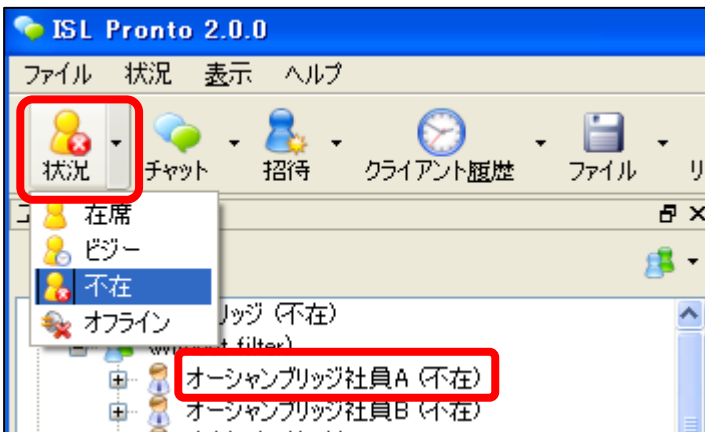 ISL Pronto 2.0.0
ファイル 状況 表示 ヘルプ
状況 チャット 招待 クライアント履歴 ファイル
在席
ビジー
不在
オフライン
リッジ (不在)
filter)
オーシャンブリッジ社員A (不在)
オーシャンブリッジ社員B (不在)